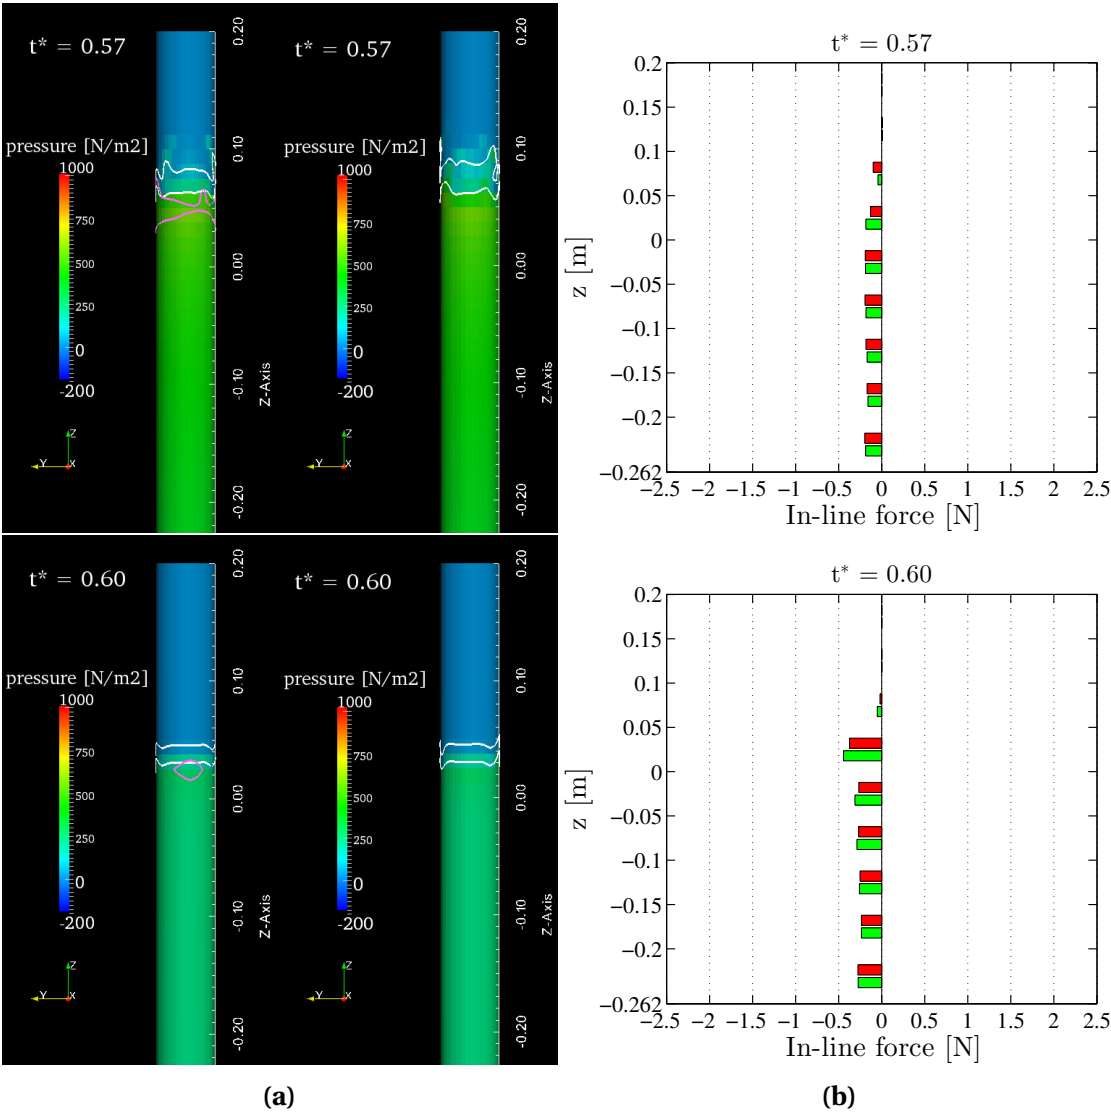 t* = 0.57
pressure [N/m2]
1000
750
500
250
0
-200
Z
Y
X
0.20
0.10
0.00
-0.10
-0.20
Z-Axis
t* = 0.57
pressure [N/m2]
1000
750
500
250
0
-200
Z
Y
X
0.20
0.10
0.00
-0.10
-0.20
Z-Axis
t* = 0.57
0.2
0.15
0.1
0.05
0
−0.05
−0.1
−0.15
−0.2
−0.262
z [m]
−2.5 −2 −1.5 −1 −0.5 0 0.5 1 1.5 2 2.5
In-line force [N]
t* = 0.60
pressure [N/m2]
1000
750
500
250
0
-200
Z
Y
X
0.20
0.10
0.00
-0.10
-0.20
Z-Axis
t* = 0.60
pressure [N/m2]
1000
750
500
250
0
-200
Z
Y
X
0.20
0.10
0.00
-0.10
-0.20
Z-Axis
t* = 0.60
0.2
0.15
0.1
0.05
0
−0.05
−0.1
−0.15
−0.2
−0.262
z [m]
−2.5 −2 −1.5 −1 −0.5 0 0.5 1 1.5 2 2.5
In-line force [N]
(a)
(b)